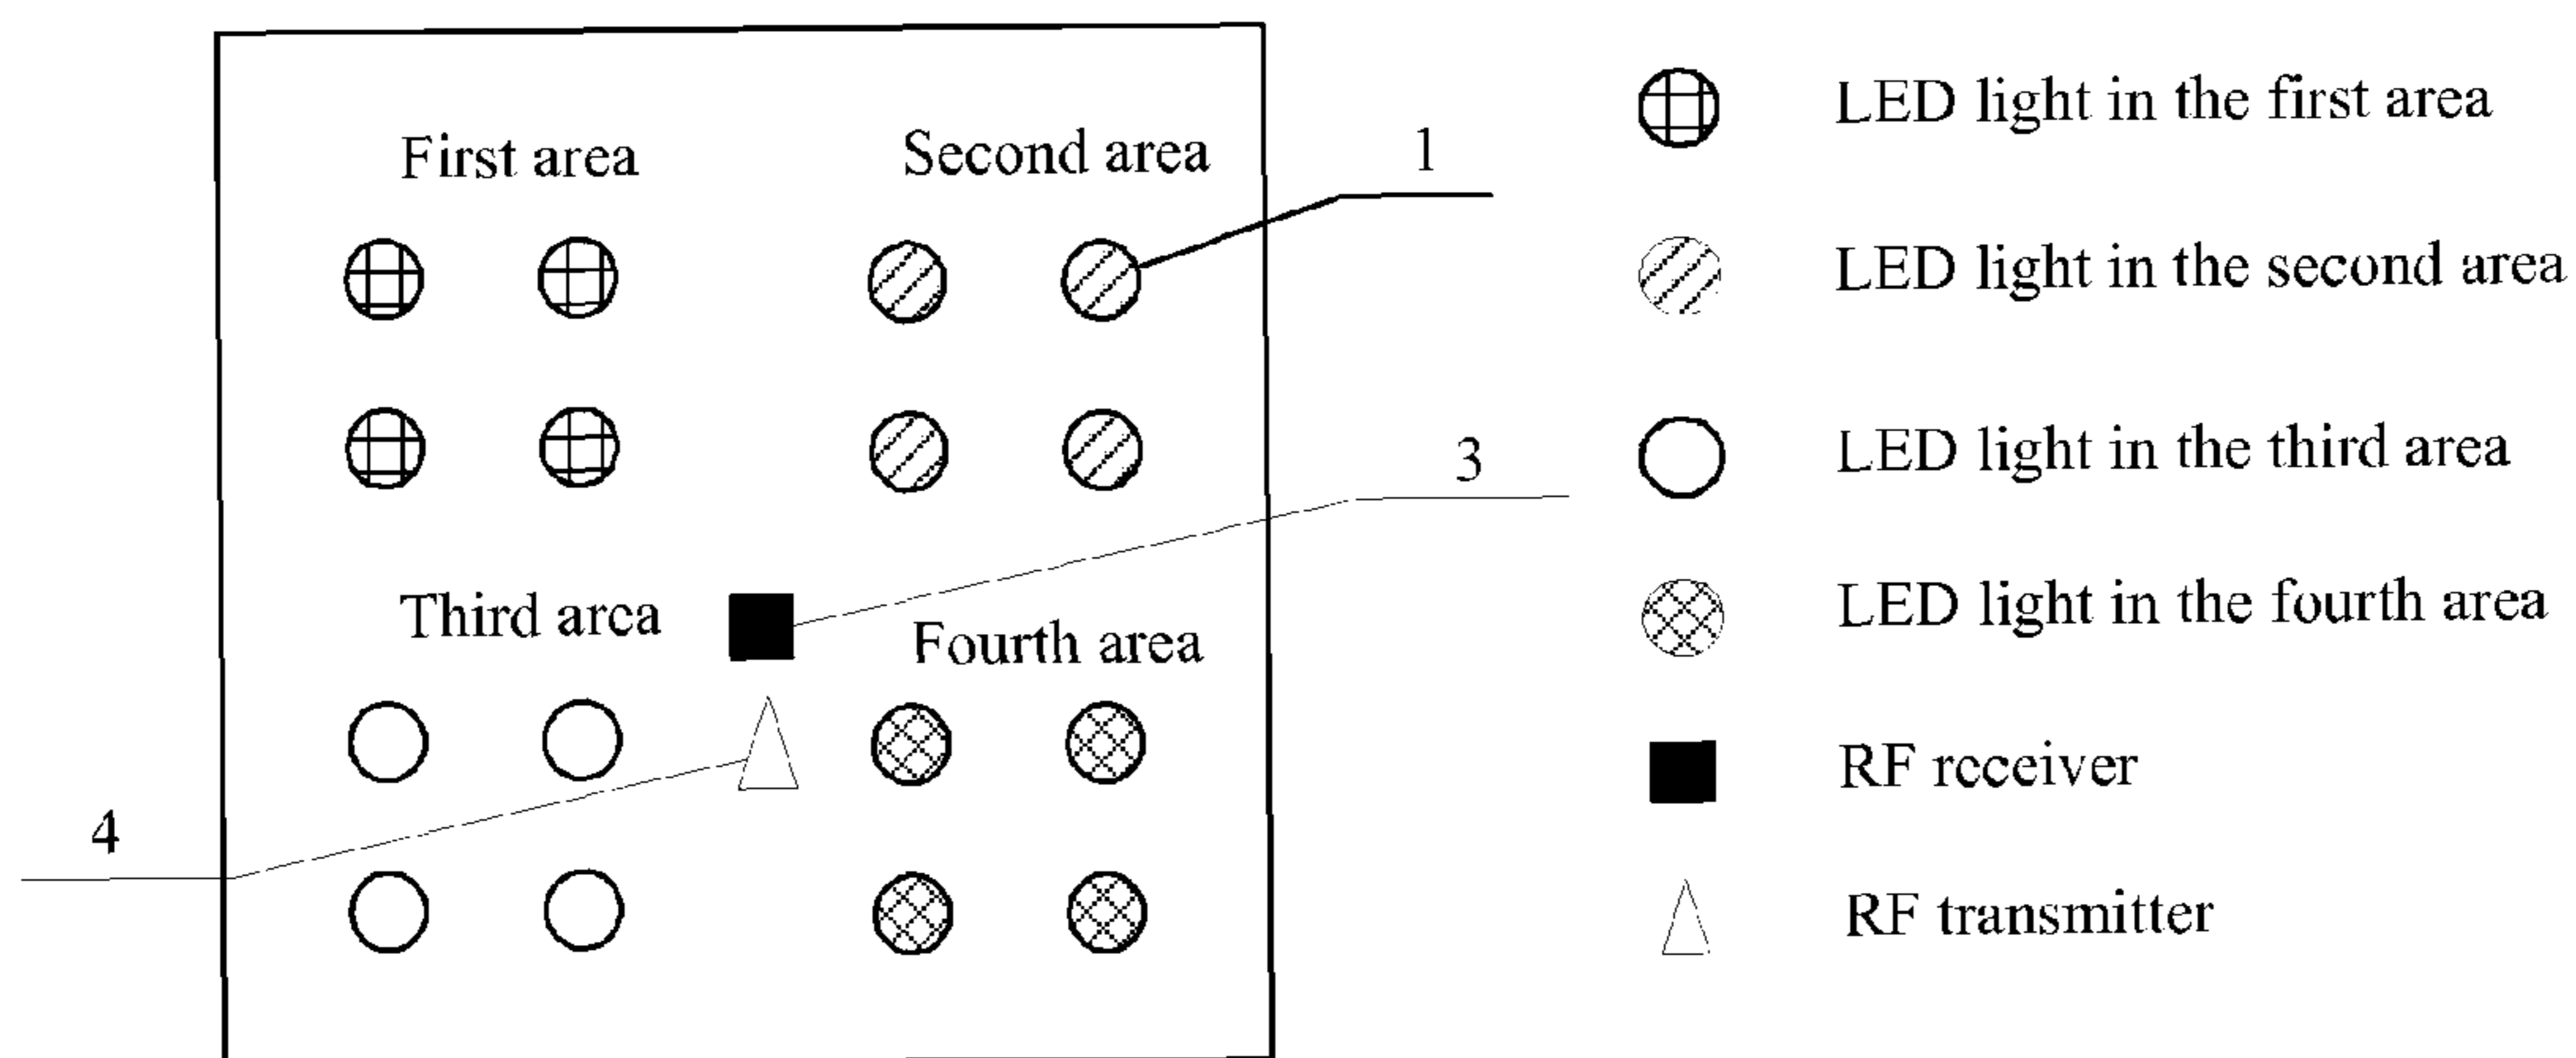 First area
Second area
1
3
Third area
Fourth area
4
LED light in the first area
LED light in the second area
LED light in the third area
LED light in the fourth area
RF receiver
RF transmitter